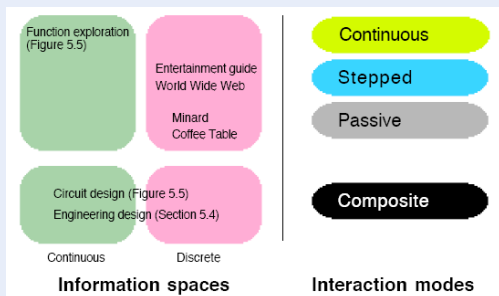 Function exploration
(Figure 5.5)
Entertainment guide
World Wide Web
Minard
Coffee Table
Circuit design (Figure 5.5)
Engineering design (Section 5.4)
Continuous
Discrete
Information spaces
Continuous
Stepped
Passive
Composite
Interaction modes